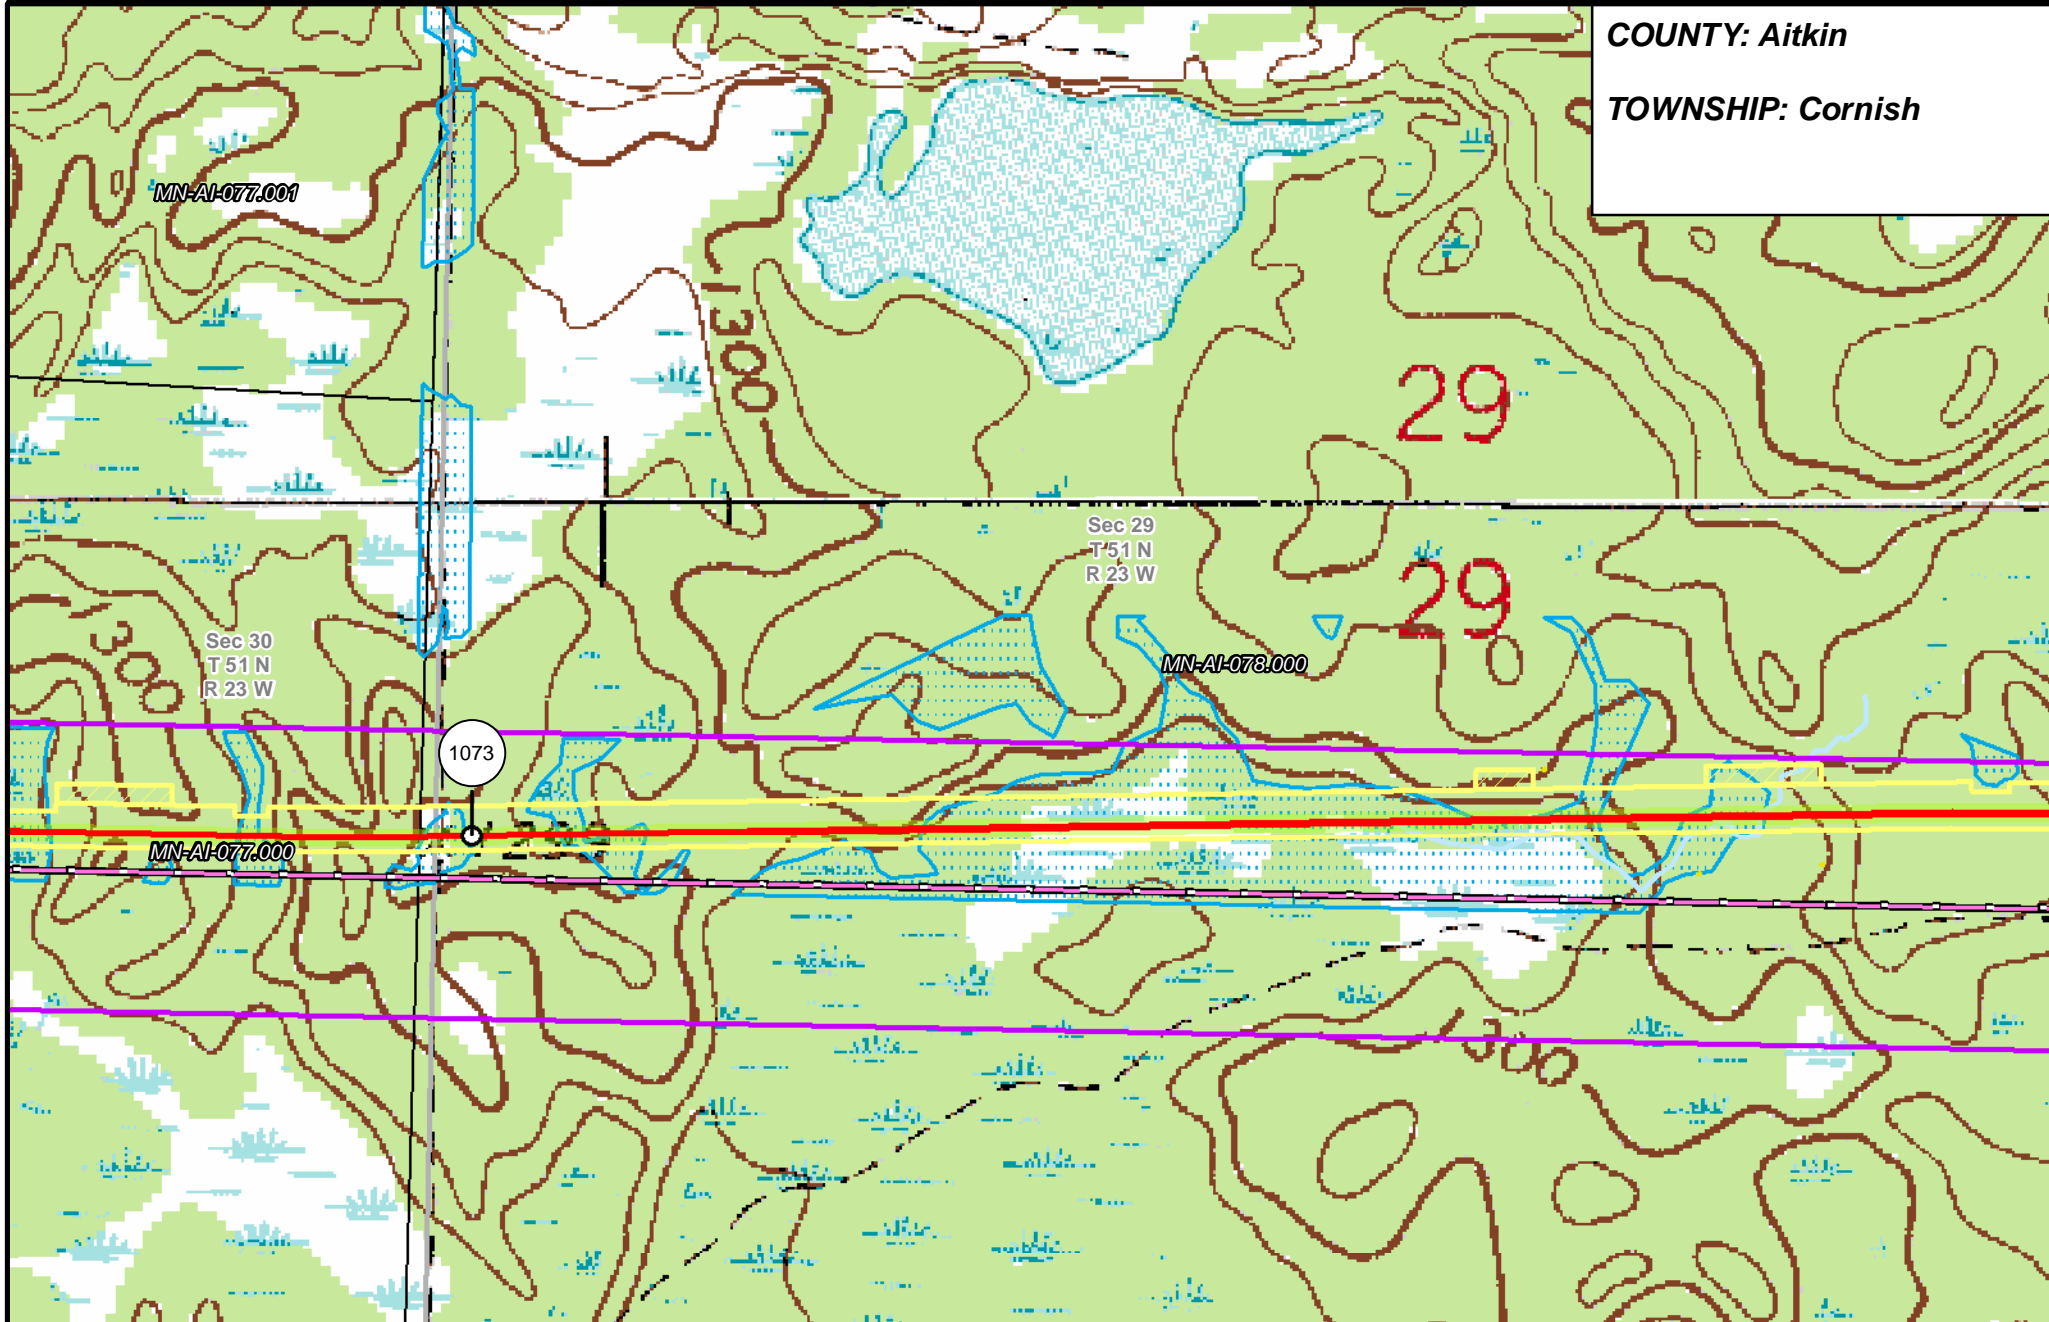 COUNTY: Aitkin
TOWNSHIP: Cornish
MN-AI-077.001
1300
29
Sec 29
T 51 N
R 23 W
29
1300
Sec 30
T 51 N
R 23 W
MN-AI-078.000
1073
MN-AI-077.000
1300